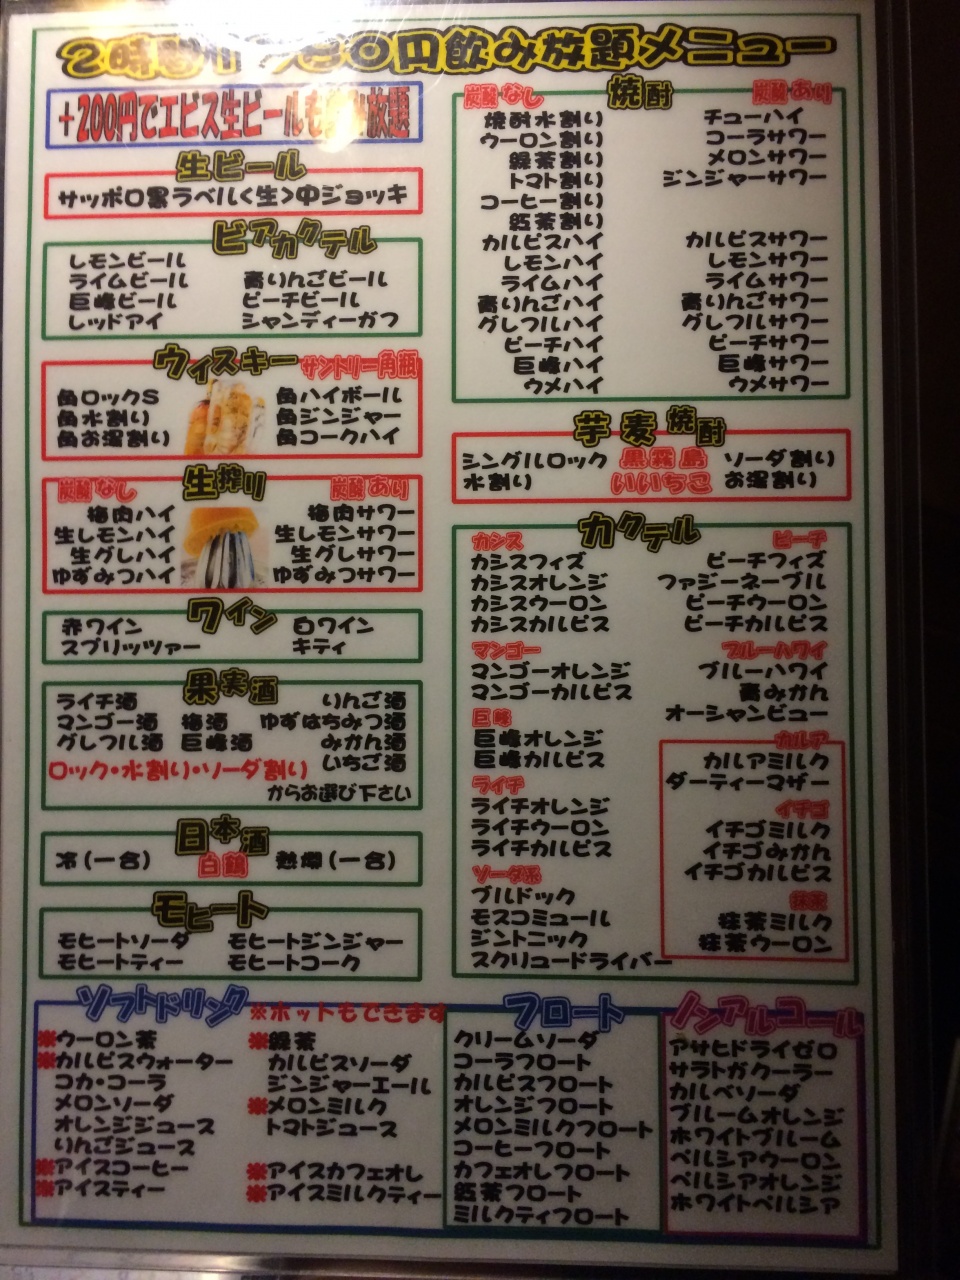 2時間
円飲み放題メニュー
+200円でエビス生ビールも 放題
生ビール
サッポロ黒ラベル<生>中ジョッキ
ビアカクテル
レモンビール
ライムビール 青りんごビール
巨峰ビール ピーチビール
レッドアイ シャンディーガフ
ウィスキー サントリー角瓶
角ロックS 角ハイボール
角水割り 角ジンジャー
角お湯割り 角コークハイ
生搾り
炭酸なし 炭酸あり
梅肉ハイ 梅肉サワー
生レモンハイ 生レモンサワー
生グレハイ 生グレサワー
ゆずみつハイ ゆずみつサワー
ワイン
赤ワイン 白ワイン
スプリッツァー キティ
果実酒
ライチ酒 りんご酒
マンゴー酒 梅酒 ゆずはちみつ酒
グレフル酒 巨峰酒 みかん酒
ロック・水割り・ソーダ割り いちご酒
からお選び下さい
日本酒
冷(一合) 白鶴 熱燗(一合)
モヒート
モヒートソーダ モヒートジンジャー
モヒートティー モヒートコーク
炭酸なし 焼酎 炭酸あり
焼酎水割り チューハイ
ウーロン割り コーラサワー
緑茶割り メロンサワー
トマト割り ジンジャーサワー
コーヒー割り
紅茶割り
カルピスハイ カルピスサワー
レモンハイ レモンサワー
ライムハイ ライムサワー
青りんごハイ 青りんごサワー
グレフルハイ グレフルサワー
ピーチハイ ピーチサワー
巨峰ハイ 巨峰サワー
ウメハイ ウメサワー
芋麦焼酎
シングルロック 黒霧島 ソーダ割り
水割り いいちこ お湯割り
カクテル
カシス
カシスフィズ
カシスオレンジ
カシスウーロン
カシスカルピス
マンゴー
マンゴーオレンジ
マンゴーカルピス
巨峰
巨峰オレンジ
巨峰カルピス
ライチ
ライチオレンジ
ライチウーロン
ライチカルピス
ソーダ系
ブルドック
モスコミュール
ジントニック
スクリュードライバー
ピーチ
ピーチフィズ
ファジーネーブル
ピーチウーロン
ピーチカルピス
ブルーハワイ
ブルーハワイ
青みかん
オーシャンビュー
カルア
カルアミルク
ダーティーマザー
イチゴ
イチゴミルク
イチゴみかん
イチゴカルピス
抹茶
抹茶ミルク
抹茶ウーロン
ソフトドリンク ※ホットもできます
※ウーロン茶 ※緑茶
※カルピスウォーター カルピスソーダ
コカ・コーラ ジンジャーエール
メロンソーダ ※メロンミルク
オレンジジュース トマトジュース
りんごジュース
※アイスコーヒー ※アイスカフェオレ
※アイスティー ※アイスミルクティー
フロート
クリームソーダ
コーラフロート
カルピスフロート
オレンジフロート
メロンミルクフロート
コーヒーフロート
カフェオレフロート
紅茶フロート
ミルクティフロート
ノンアルコール
アサヒドライゼロ
サラトガクーラー
カルベソーダ
ブルームオレンジ
ホワイトブルーム
ペルシアウーロン
ペルシアオレンジ
ホワイトペルシア